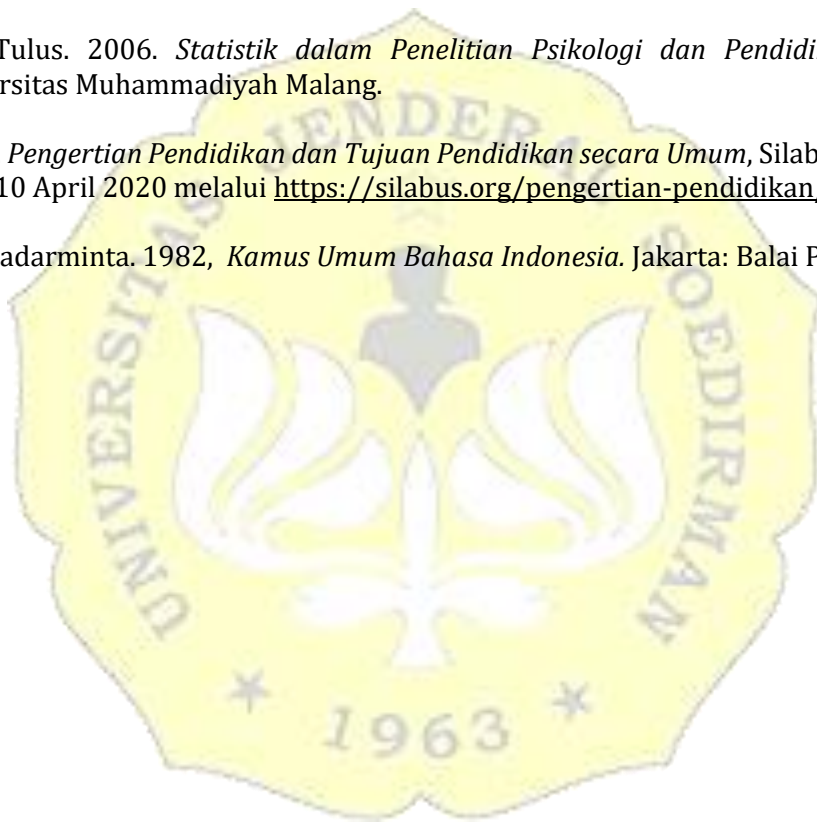 Tulus. 2006. Statistik dalam Penelitian Psikologi dan Pendidi
rsitas Muhammadiyah Malang.
Pengertian Pendidikan dan Tujuan Pendidikan secara Umum, Silab
10 April 2020 melalui https://silabus.org/pengertian-pendidikan/
adarminta. 1982, Kamus Umum Bahasa Indonesia. Jakarta: Balai P
UNIVERSITAS JENDERAL SOEDIRMAN
1963